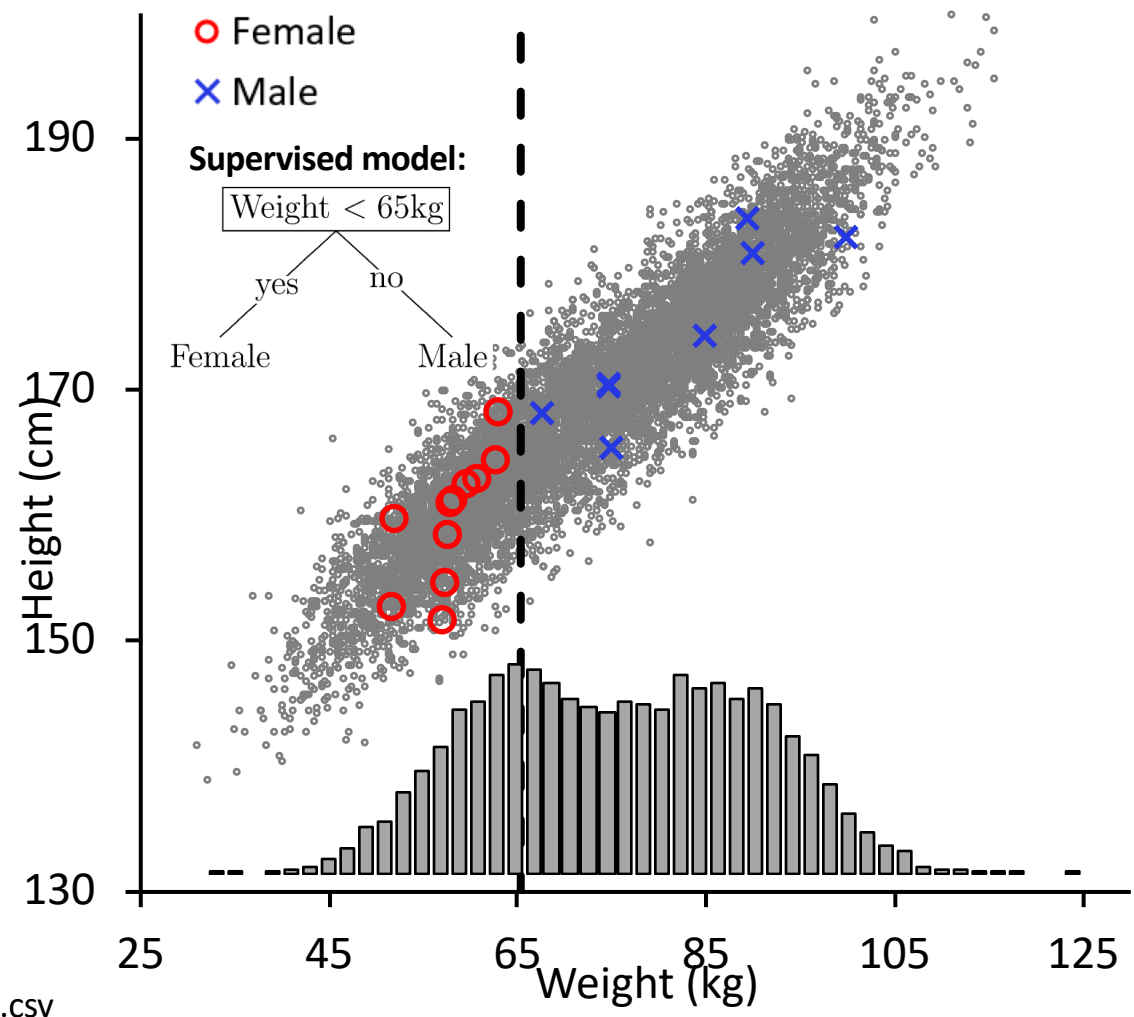 Female
Male
Supervised model:
Weight < 65kg
yes
no
Female
Male
190
170
150
130
Height (cm)
25
45
65
85
105
125
Weight (kg)
.csv